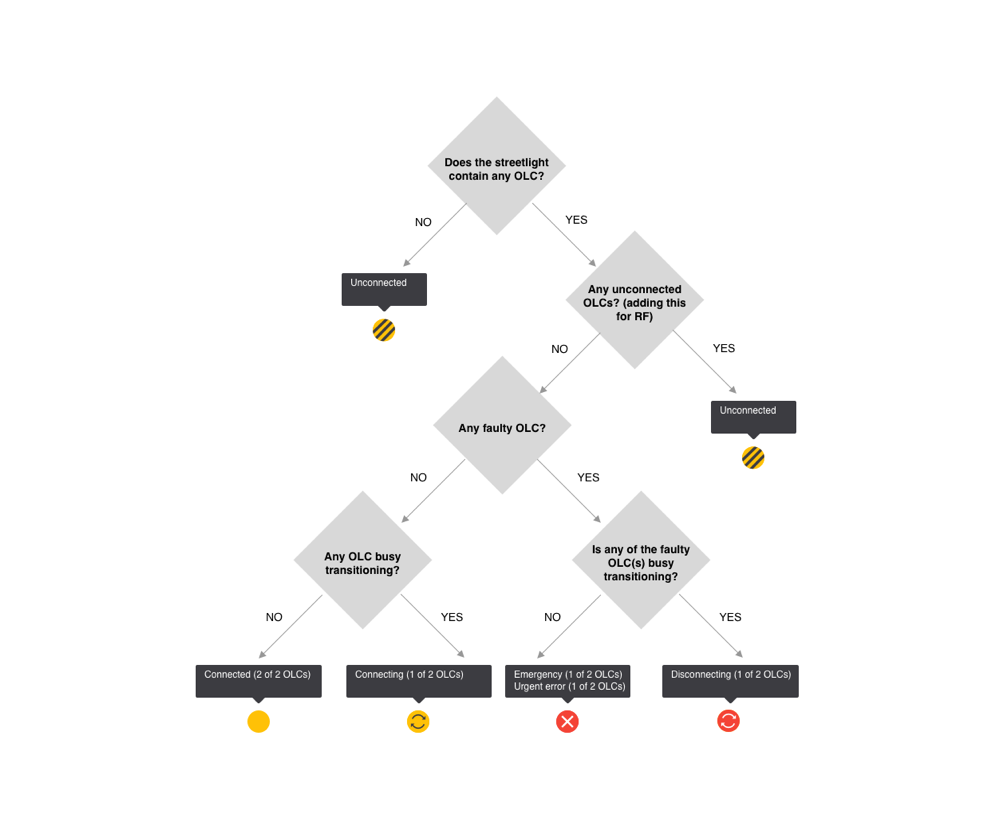 Does the streetlight
contain any OLC?
NO
YES
Unconnected
Any unconnected
OLCs? (adding this
for RF)
NO
YES
Unconnected
Any faulty OLC?
NO
YES
Any OLC busy
transitioning?
Is any of the faulty
OLC(s) busy
transitioning?
NO
YES
NO
YES
Connected (2 of 2 OLCs)
Connecting (1 of 2 OLCs)
Emergency (1 of 2 OLCs)
Urgent error (1 of 2 OLCs)
Disconnecting (1 of 2 OLCs)